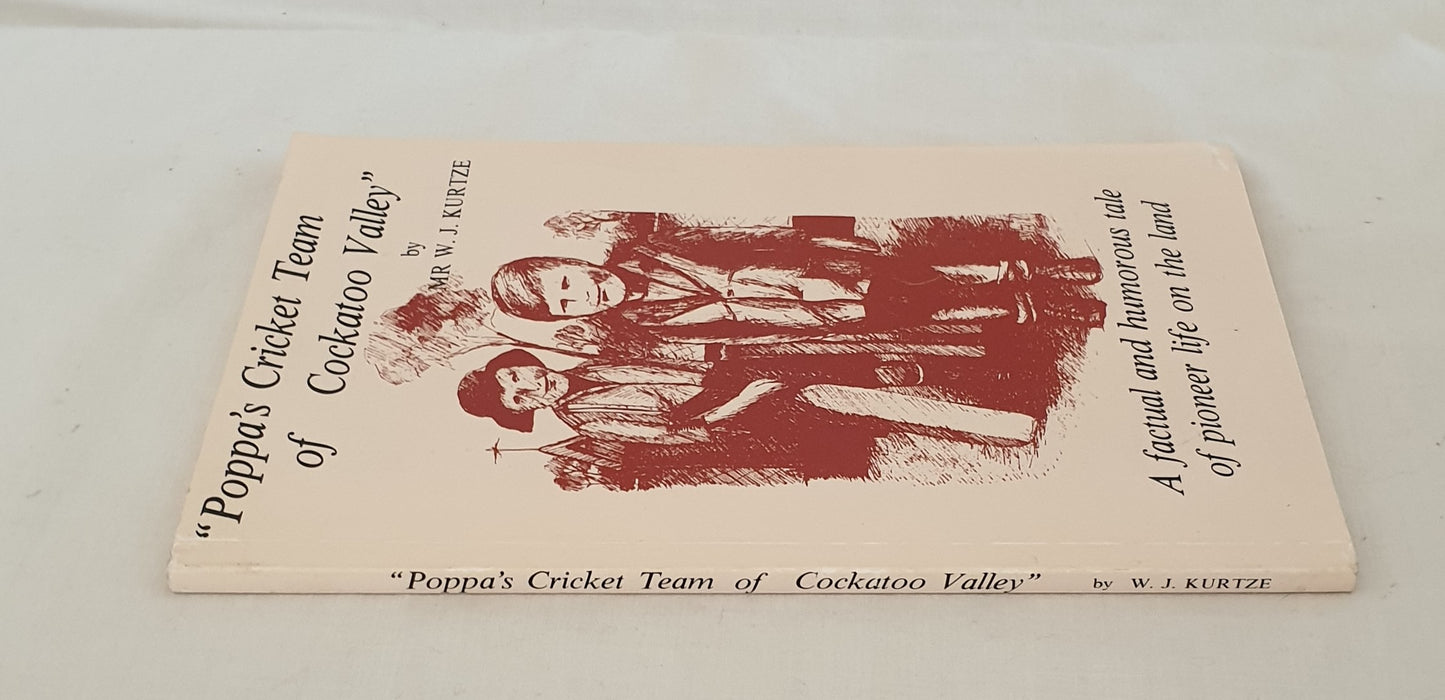 “Poppa’s Cricket Team
of Cockatoo Valley”
by
MR W. J. KURTZE
A factual and humorous tale
of pioneer life on the land
“Poppa’s Cricket Team of Cockatoo Valley” by W. J. KURTZE